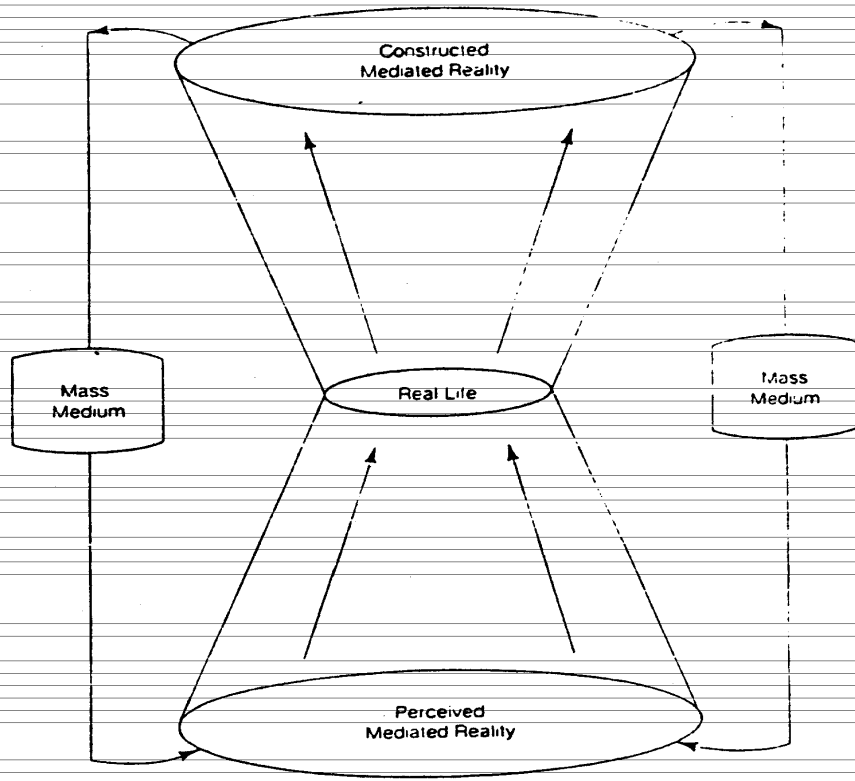 Constructed
Mediated Reality
Mass
Medium
Real Life
Mass
Medium
Perceived
Mediated Reality